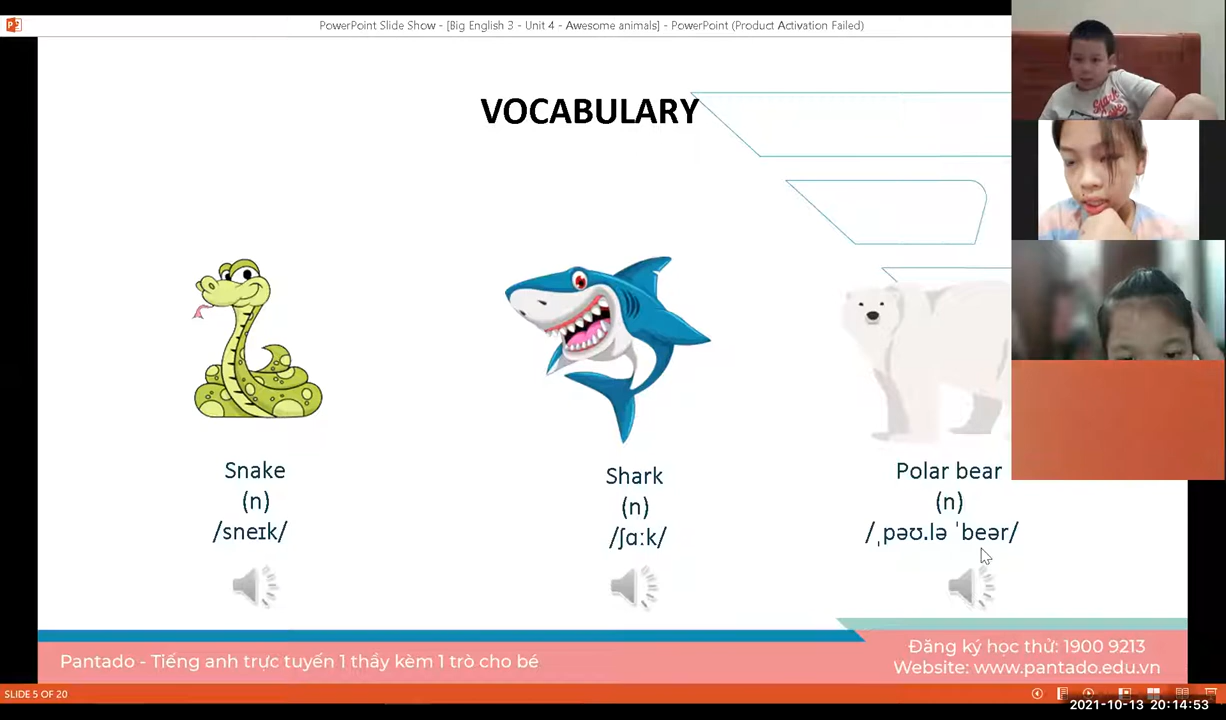 PowerPoint Slide Show - [Big English 3 - Unit 4 - Awesome animals] - PowerPoint (Product Activation Failed)
VOCABULARY
Snake
(n)
/sneɪk/
Shark
(n)
/ʃɑːk/
Polar bear
(n)
/ˌpəʊ.lə ˈbeər/
Pantado - Tiếng anh trực tuyến 1 thầy kèm 1 trò cho bé
Đăng ký học thử: 1900 9213
Website: www.pantado.edu.vn
SLIDE 5 OF 20
2021-10-13 20:14:53